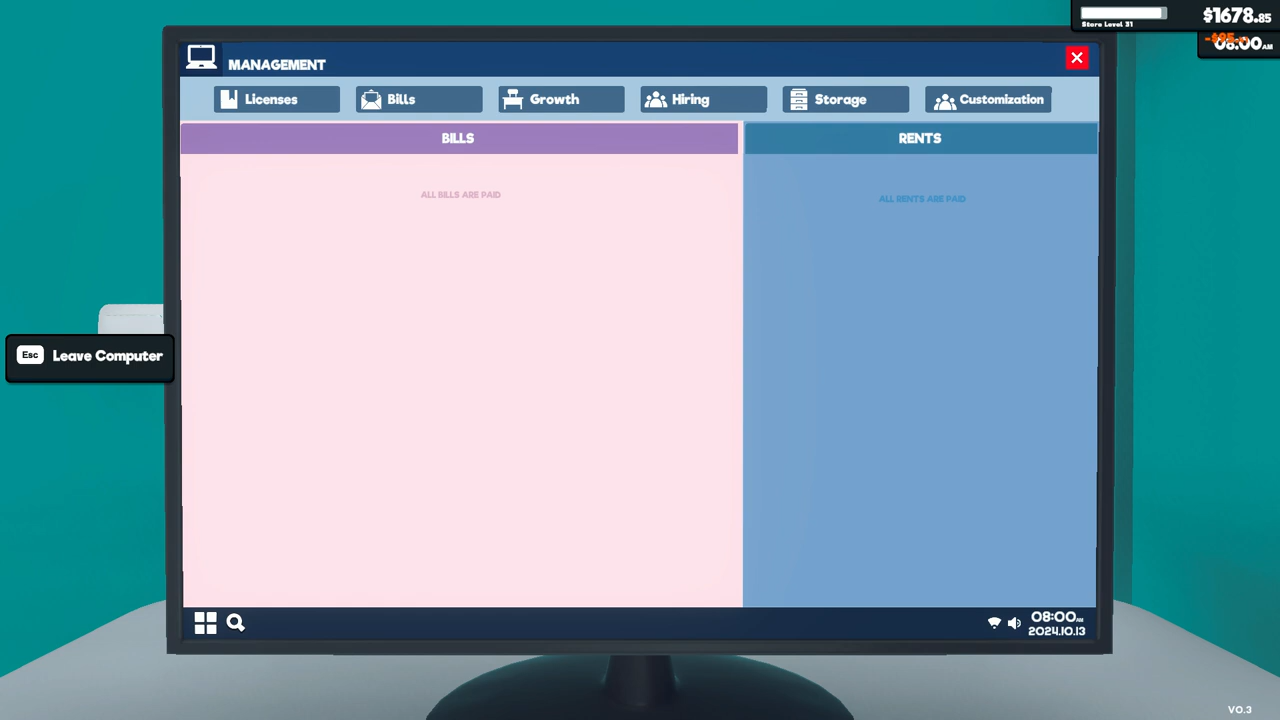 $1678.85
Store Level 31
08:00AM
MANAGEMENT
Licenses
Bills
Growth
Hiring
Storage
Customization
BILLS
RENTS
ALL BILLS ARE PAID
ALL RENTS ARE PAID
Esc Leave Computer
08:00AM
2024.10.13
V0.3